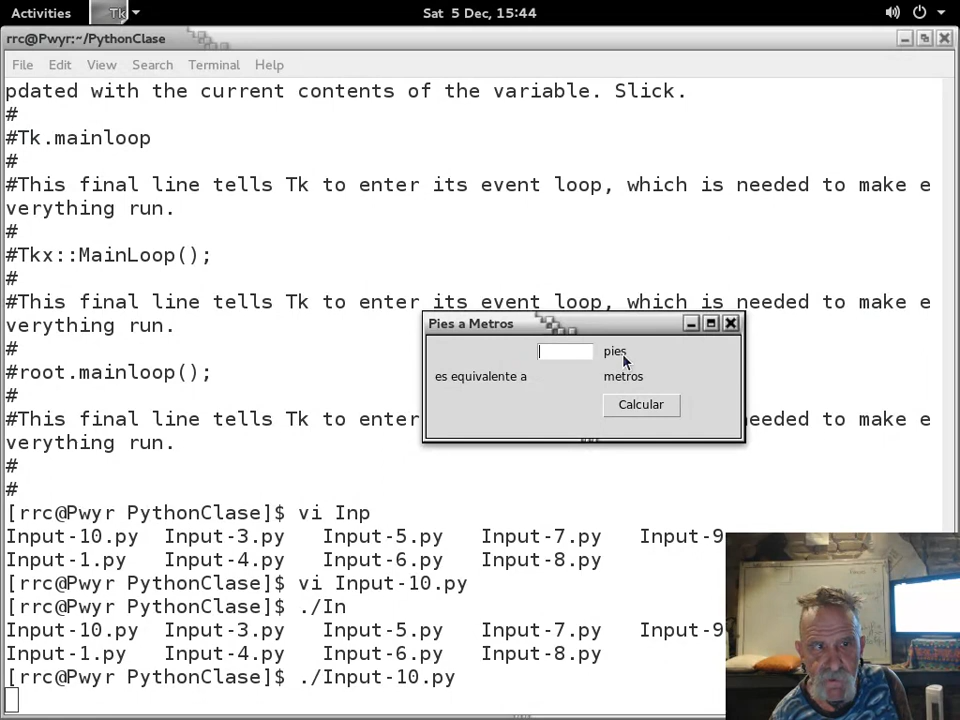 Activities Tk Sat 5 Dec, 15:44
rrc@Pwyr:~/PythonClase
File Edit View Search Terminal Help
pdated with the current contents of the variable. Slick.
#
#Tk.mainloop
#
#This final line tells Tk to enter its event loop, which is needed to make e
verything run.
#
#Tkx::MainLoop();
#
#This final line tells Tk to enter its event loop, which is needed to make e
verything run.
#
#root.mainloop();
#
#This final line tells Tk to enter needed to make e
verything run.
#
#
[rrc@Pwyr PythonClase]$ vi Inp
Input-10.py Input-3.py Input-5.py Input-7.py Input-9
Input-1.py Input-4.py Input-6.py Input-8.py
[rrc@Pwyr PythonClase]$ vi Input-10.py
[rrc@Pwyr PythonClase]$ ./In
Input-10.py Input-3.py Input-5.py Input-7.py Input-9
Input-1.py Input-4.py Input-6.py Input-8.py
[rrc@Pwyr PythonClase]$ ./Input-10.py
Pies a Metros
pies
es equivalente a metros
Calcular